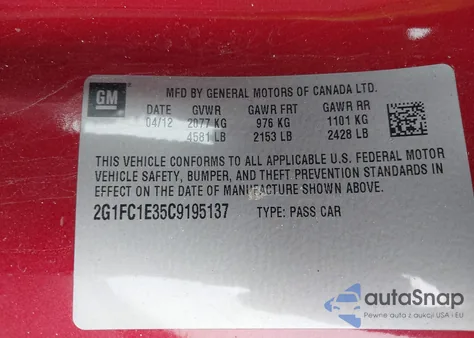 GM
MFD BY GENERAL MOTORS OF CANADA LTD.
DATE GVWR GAWR FRT GAWR RR
04/12 2077 KG 976 KG 1101 KG
4581 LB 2153 LB 2428 LB
THIS VEHICLE CONFORMS TO ALL APPLICABLE U.S. FEDERAL MOTOR
VEHICLE SAFETY, BUMPER, AND THEFT PREVENTION STANDARDS IN
EFFECT ON THE DATE OF MANUFACTURE SHOWN ABOVE.
2G1FC1E35C9195137 TYPE: PASS CAR
autoSnap
Pewne auta z aukcji USA i EU